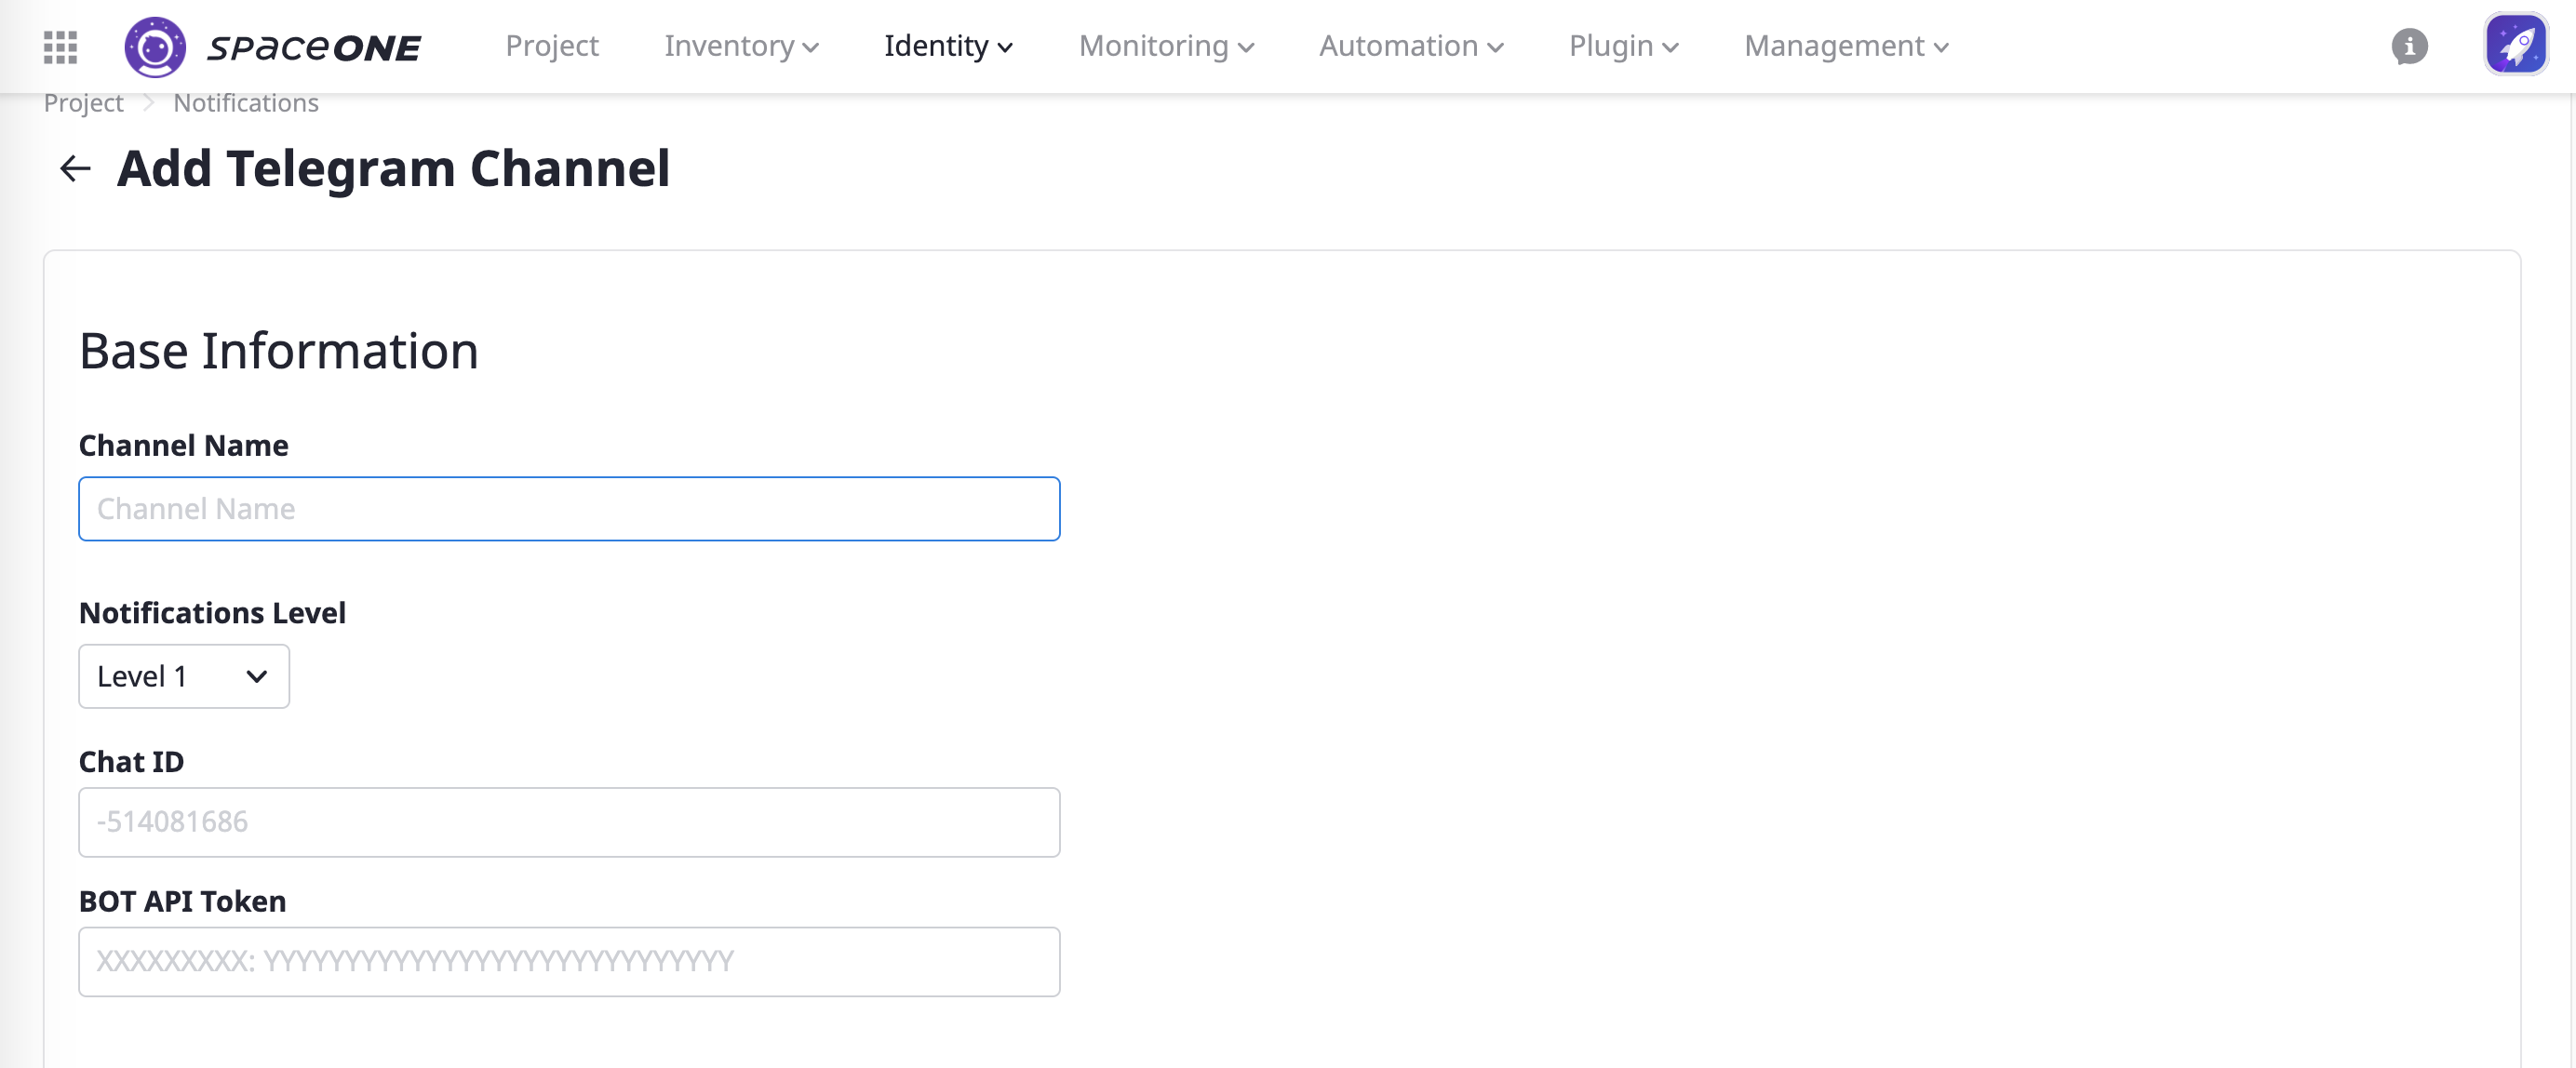 spaceONE Project Inventory Identity Monitoring Automation Plugin Management
Project > Notifications
← Add Telegram Channel
Base Information
Channel Name
Channel Name
Notifications Level
Level 1
Chat ID
-514081686
BOT API Token
XXXXXXXXX: YYYYYYYYYYYYYYYYYYYYYYYYYYYYY